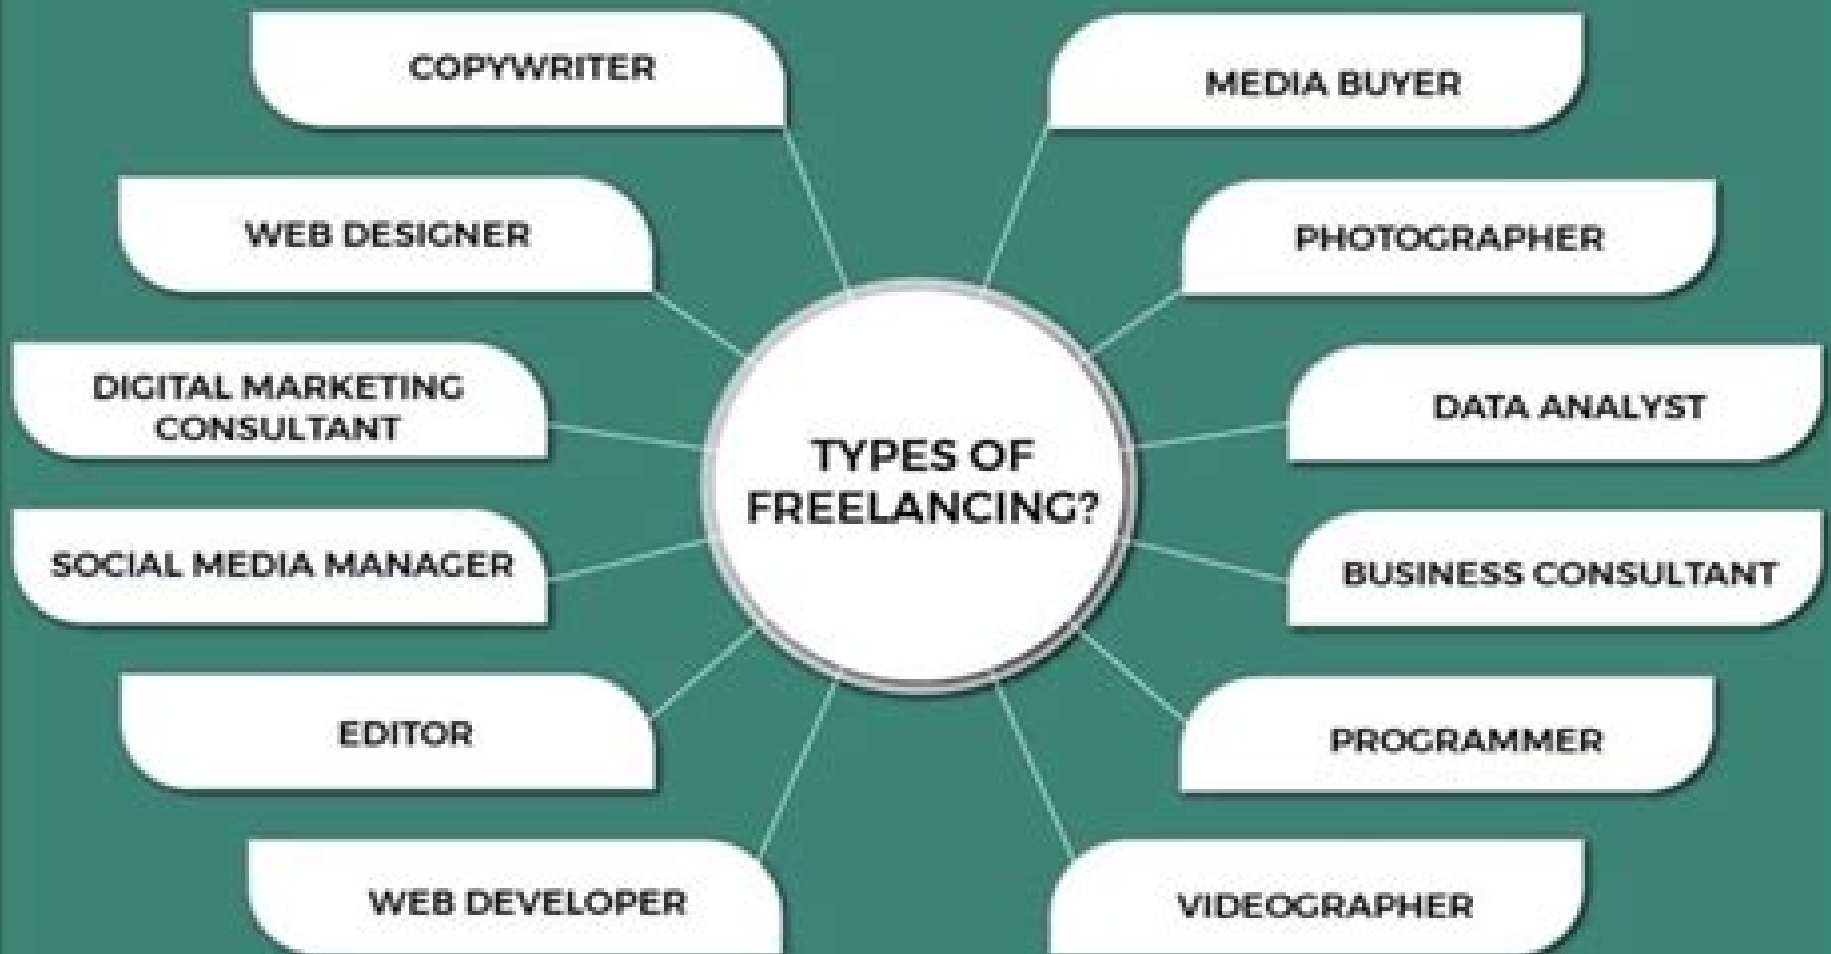 COPYWRITER
MEDIA BUYER
WEB DESIGNER
PHOTOGRAPHER
DIGITAL MARKETING
CONSULTANT
DATA ANALYST
TYPES OF
FREELANCING?
SOCIAL MEDIA MANAGER
BUSINESS CONSULTANT
EDITOR
PROGRAMMER
WEB DEVELOPER
VIDEOGRAPHER